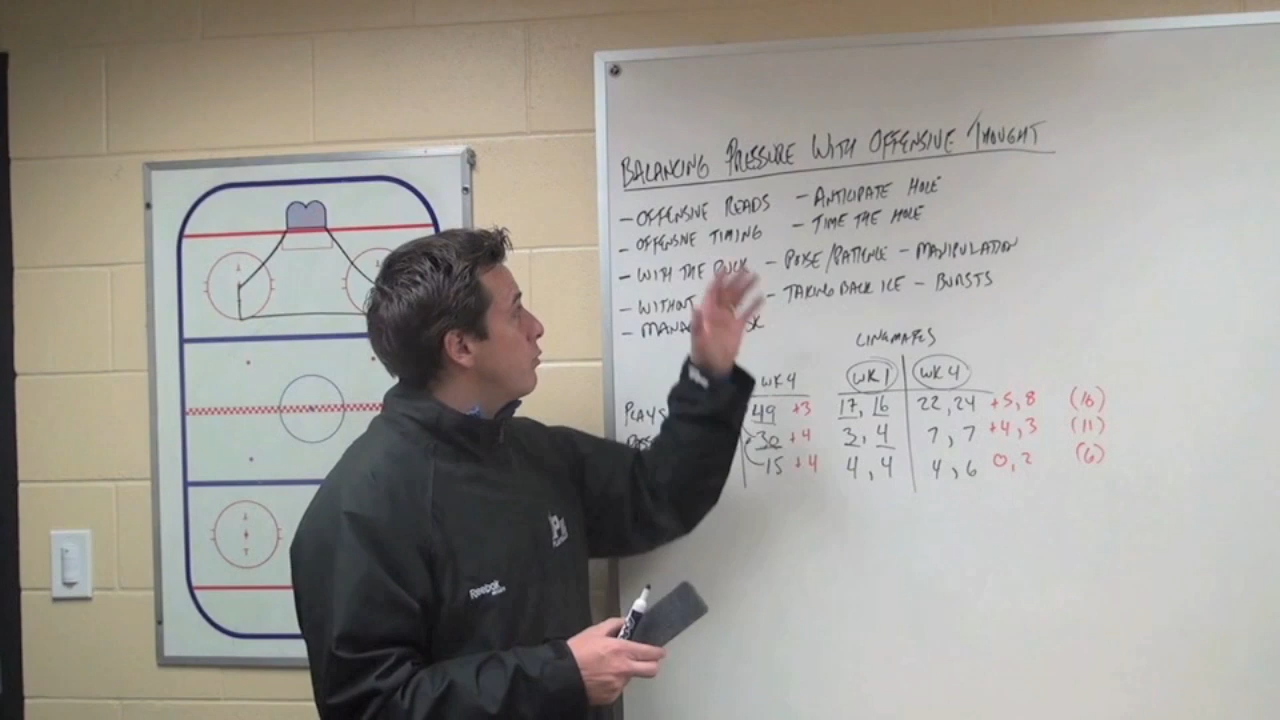 BALANCING PRESSURE WITH OFFENSIVE THOUGHT
- OFFENSIVE READS - ANTICIPATE HOLE
- OFFENSIVE TIMING - TIME THE HOLE
- WITH THE PUCK - POISE/PATIENCE - MANIPULATION
- WITHOUT - TAKING BACK ICE - BURSTS
- MANAG
LINEMATES
WK4 WK1 WK4
PLAYS 49 +3 17, 16 22, 24 +5, 8 (16)
30 +4 3, 4 7, 7 +4, 3 (11)
15 +4 4, 4 4, 6 0, 2 (6)
Reebok